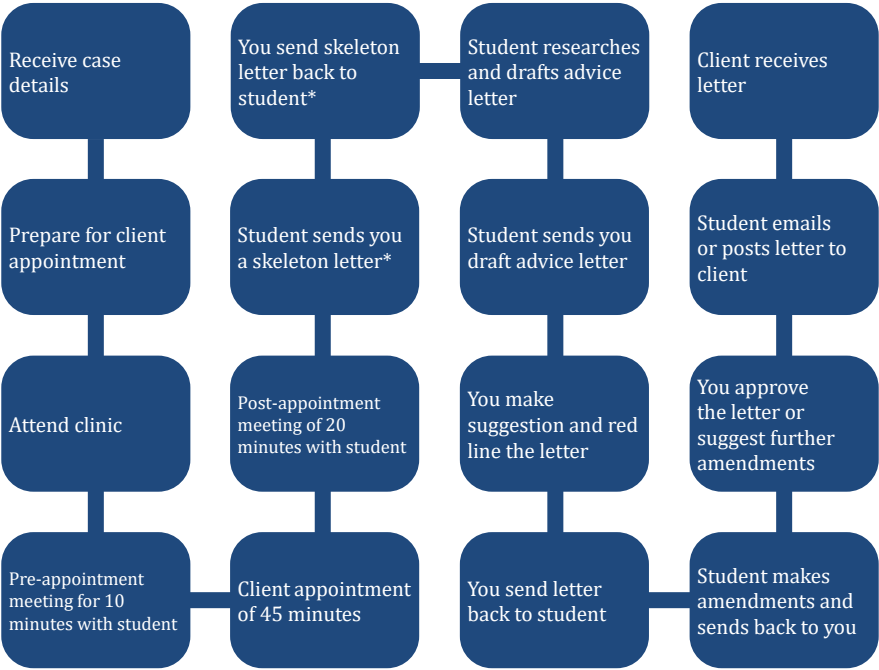 Receive case
details
Prepare for client
appointment
Attend clinic
Pre-appointment
meeting for 10
minutes with student
Client appointment
of 45 minutes
Post-appointment
meeting of 20
minutes with student
Student sends you
a skeleton letter*
You send skeleton
letter back to
student*
Student researches
and drafts advice
letter
Student sends you
draft advice letter
You make
suggestion and red
line the letter
You send letter
back to student
Student makes
amendments and
sends back to you
You approve
the letter or
suggest further
amendments
Student emails
or posts letter to
client
Client receives
letter